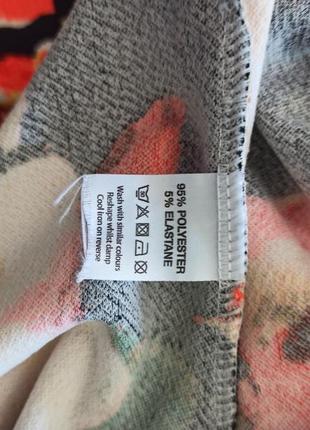 95% POLYESTER
5% ELASTANE
Wash with similar colours
Reshape whilst damp
Cool iron on reverse